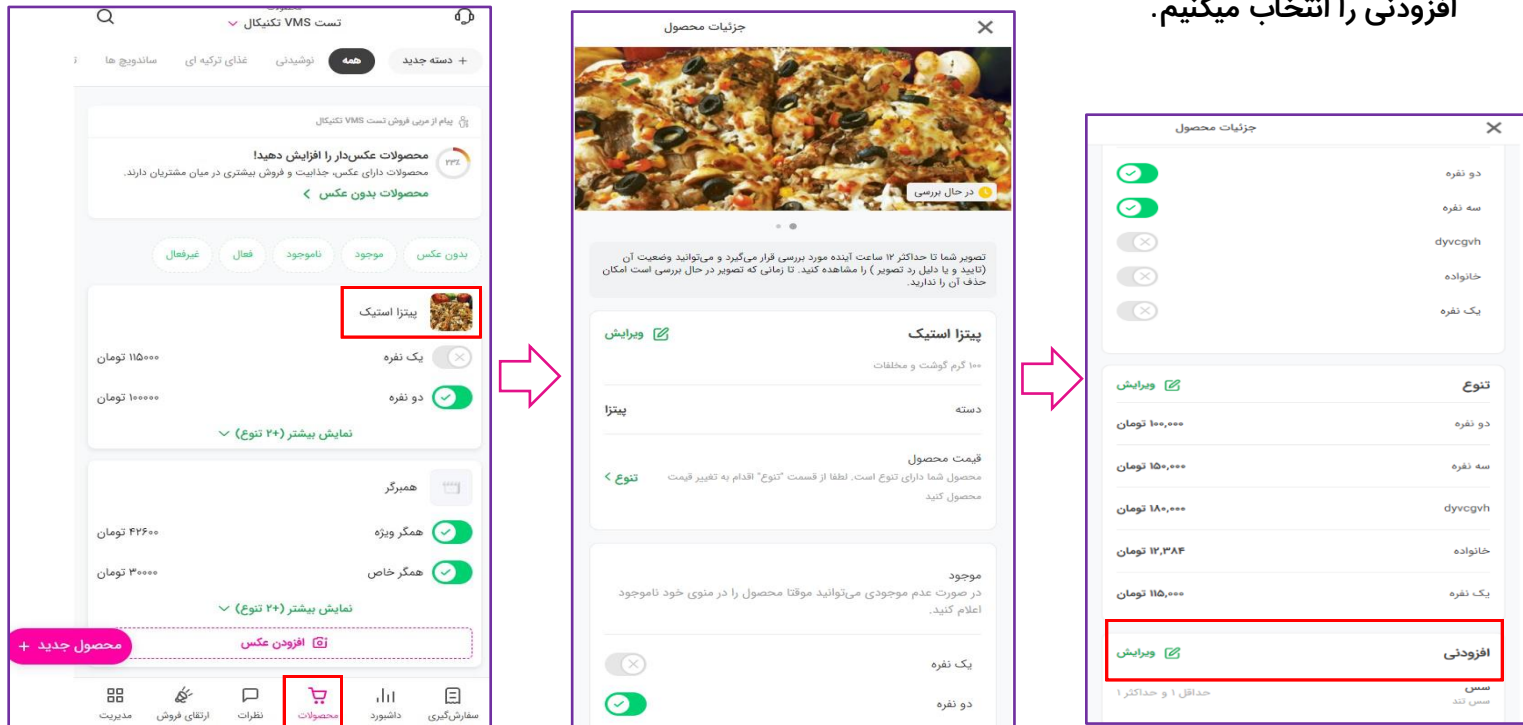 افزودنی را انتخاب میکنیم.
محصولات
تست VMS تکنیکال
+ دسته جدید
همه
نوشیدنی
غذای ترکیه ای
ساندویچ ها
پیام از مربی فروش تست VMS تکنیکال
۲۳٪
محصولات عکس‌دار را افزایش دهید!
محصولات دارای عکس، جذابیت و فروش بیشتری در میان مشتریان دارند.
محصولات بدون عکس
بدون عکس
موجود
ناموجود
فعال
غیرفعال
پیتزا استیک
یک نفره
۱۱۵۰۰۰ تومان
دو نفره
۱۰۰۰۰۰ تومان
نمایش بیشتر (+۲ تنوع)
همبرگر
همگر ویژه
۴۲۶۰۰ تومان
همگر خاص
۳۰۰۰۰ تومان
نمایش بیشتر (+۲ تنوع)
افزودن عکس
محصول جدید +
سفارش‌گیری
داشبورد
محصولات
نظرات
ارتقای فروش
مدیریت
جزئیات محصول
در حال بررسی
تصویر شما تا حداکثر ۱۲ ساعت آینده مورد بررسی قرار می‌گیرد و می‌توانید وضعیت آن
(تایید و یا دلیل رد تصویر ) را مشاهده کنید. تا زمانی که تصویر در حال بررسی است امکان
حذف آن را ندارید.
پیتزا استیک
ویرایش
۱۰۰ گرم گوشت و مخلفات
دسته
پیتزا
قیمت محصول
محصول شما دارای تنوع است. لطفا از قسمت "تنوع" اقدام به تغییر قیمت
محصول کنید
تنوع
موجود
در صورت عدم موجودی می‌توانید موقتا محصول را در منوی خود ناموجود
اعلام کنید.
یک نفره
دو نفره
جزئیات محصول
دو نفره
سه نفره
dyvcgvh
خانواده
یک نفره
تنوع
ویرایش
دو نفره
۱۰۰,۰۰۰ تومان
سه نفره
۱۵۰,۰۰۰ تومان
dyvcgvh
۱۸۰,۰۰۰ تومان
خانواده
۱۲,۳۸۴ تومان
یک نفره
۱۱۵,۰۰۰ تومان
افزودنی
ویرایش
سس
حداقل ۱ و حداکثر ۱
سس تند